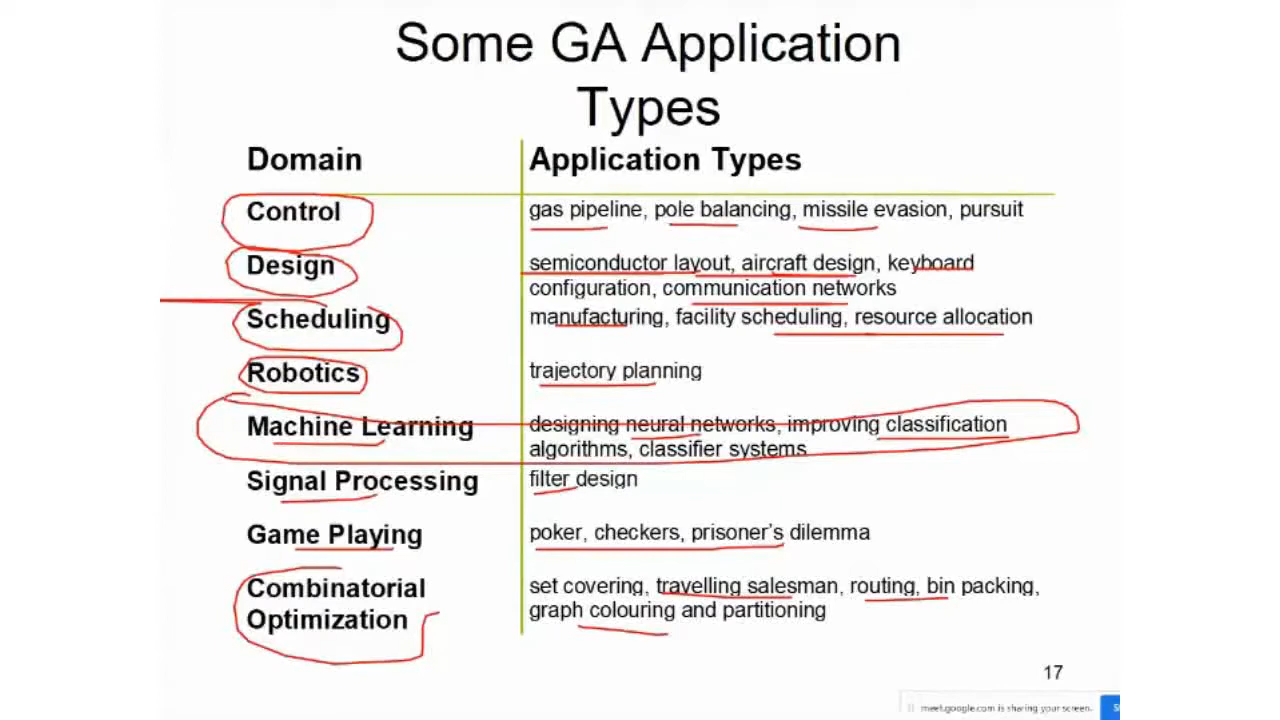 Some GA Application
Types
Domain Application Types
Control gas pipeline, pole balancing, missile evasion, pursuit
Design semiconductor layout, aircraft design, keyboard
configuration, communication networks
Scheduling manufacturing, facility scheduling, resource allocation
Robotics trajectory planning
Machine Learning designing neural networks, improving classification
algorithms, classifier systems
Signal Processing filter design
Game Playing poker, checkers, prisoner's dilemma
Combinatorial set covering, travelling salesman, routing, bin packing,
Optimization graph colouring and partitioning
17
meet.google.com is sharing your screen.